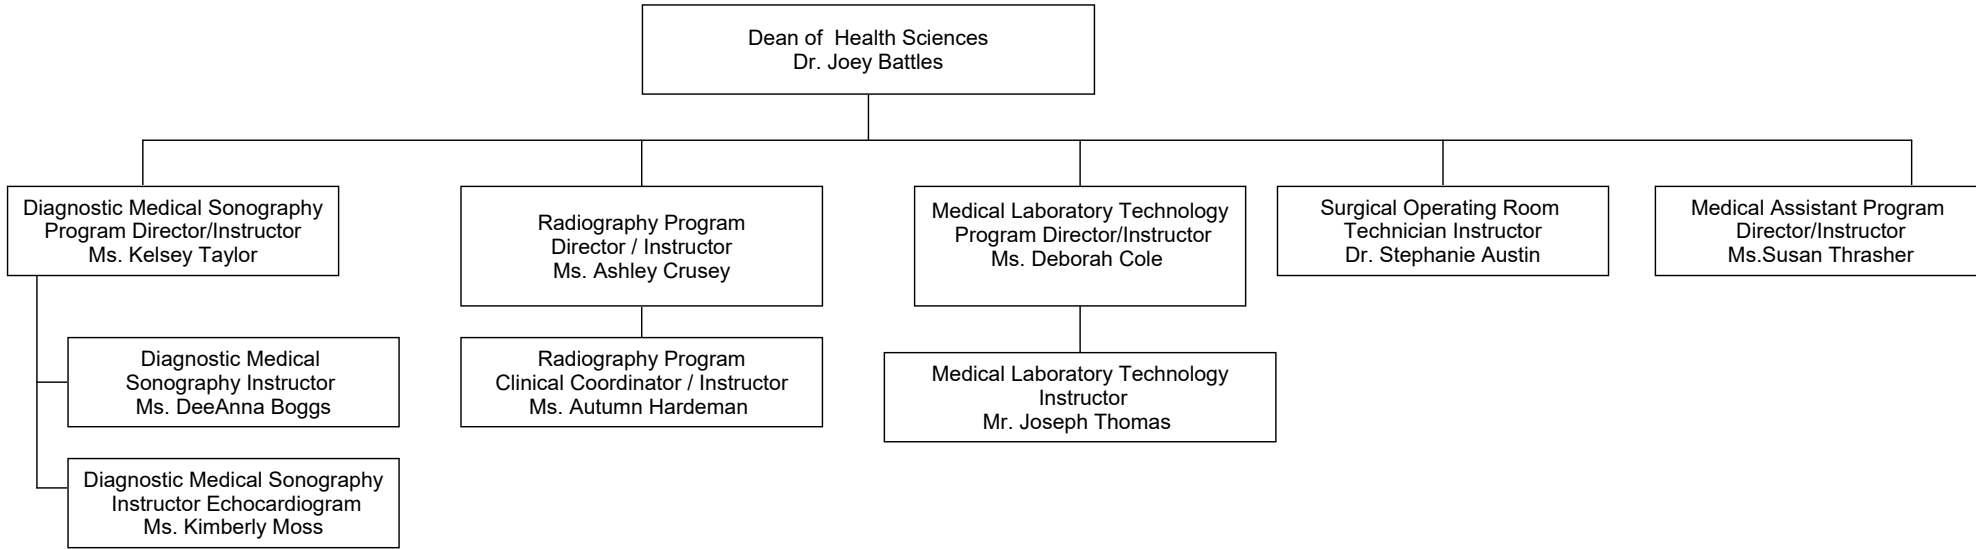 Dean of  Health Sciences
Dr. Joey Battles
Diagnostic Medical Sonography
Program Director/Instructor
Ms. Kelsey Taylor
Radiography Program
Director / Instructor
Ms. Ashley Crusey
Medical Laboratory Technology
Program Director/Instructor
Ms. Deborah Cole
Surgical Operating Room
Technician Instructor
Dr. Stephanie Austin
Medical Assistant Program
Director/Instructor
Ms.Susan Thrasher
Diagnostic Medical
Sonography Instructor
Ms. DeeAnna Boggs
Radiography Program
Clinical Coordinator / Instructor
Ms. Autumn Hardeman
Medical Laboratory Technology
Instructor
Mr. Joseph Thomas
Diagnostic Medical Sonography
Instructor Echocardiogram
Ms. Kimberly Moss